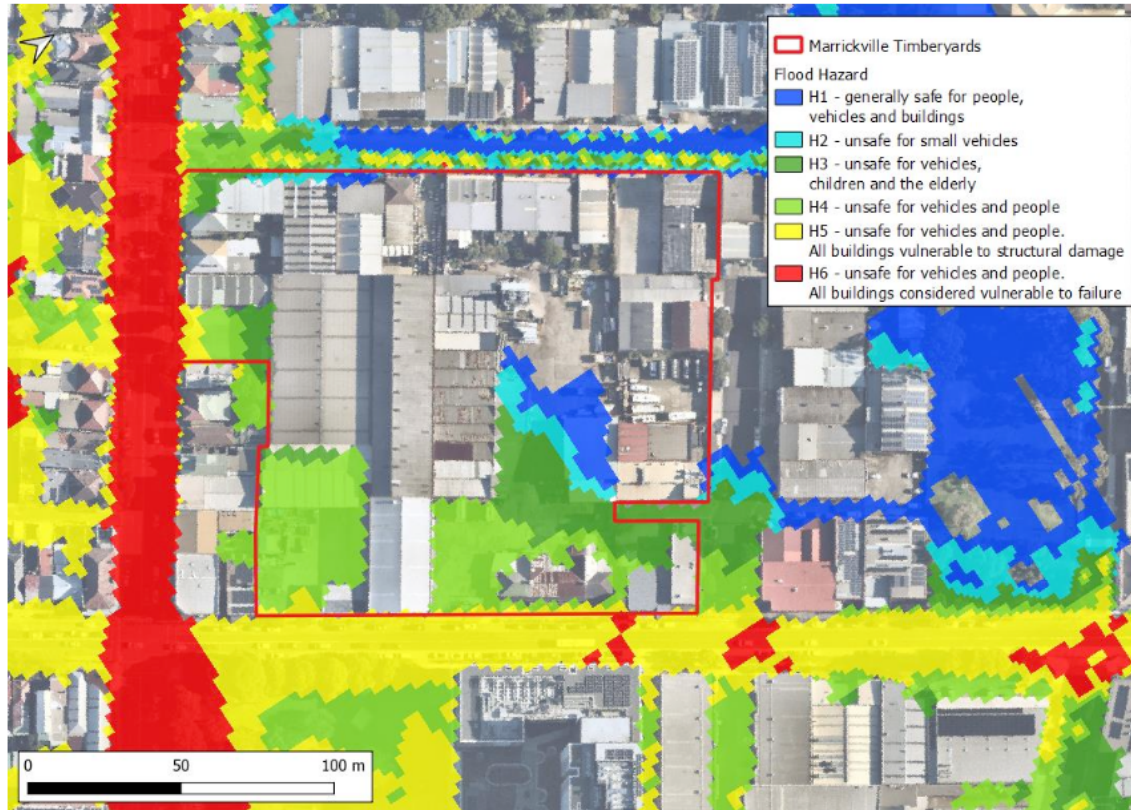 Marrickville Timberyards
Flood Hazard
H1 - generally safe for people,
vehicles and buildings
H2 - unsafe for small vehicles
H3 - unsafe for vehicles,
children and the elderly
H4 - unsafe for vehicles and people
H5 - unsafe for vehicles and people.
All buildings vulnerable to structural damage
H6 - unsafe for vehicles and people.
All buildings considered vulnerable to failure
0 50 100 m